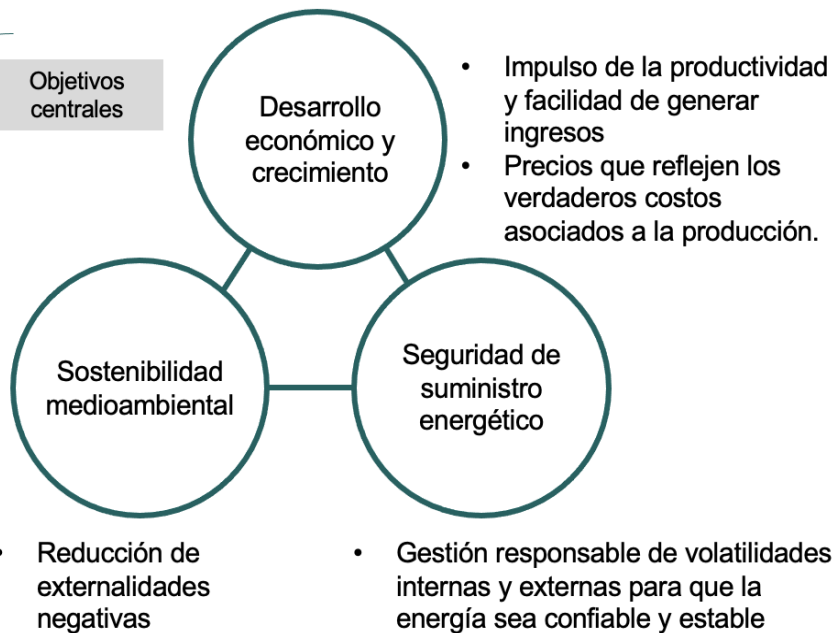 Objetivos
centrales
Desarrollo
económico y
crecimiento
• Impulso de la productividad
y facilidad de generar
ingresos
• Precios que reflejen los
verdaderos costos
asociados a la producción.
Sostenibilidad
medioambiental
Seguridad de
suministro
energético
• Reducción de
externalidades
negativas
• Gestión responsable de volatilidades
internas y externas para que la
energía sea confiable y estable